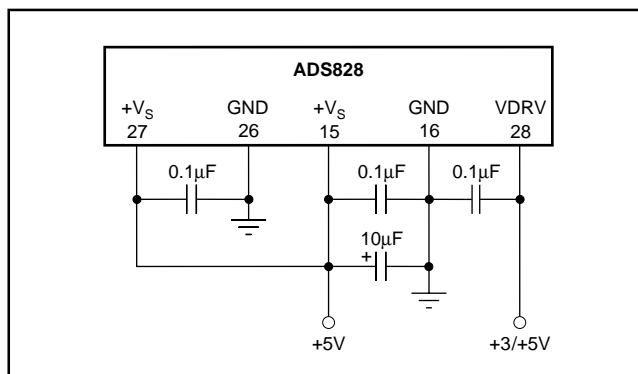 ADS828
+VS GND +VS GND VDRV
27 26 15 16 28
0.1µF 0.1µF 0.1µF
10µF
+
+5V +3/+5V